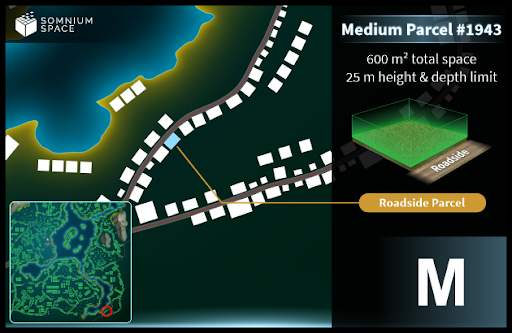 SOMNIUM
SPACE
Medium Parcel #1943
600 m² total space
25 m height & depth limit
Roadside
Roadside Parcel
M